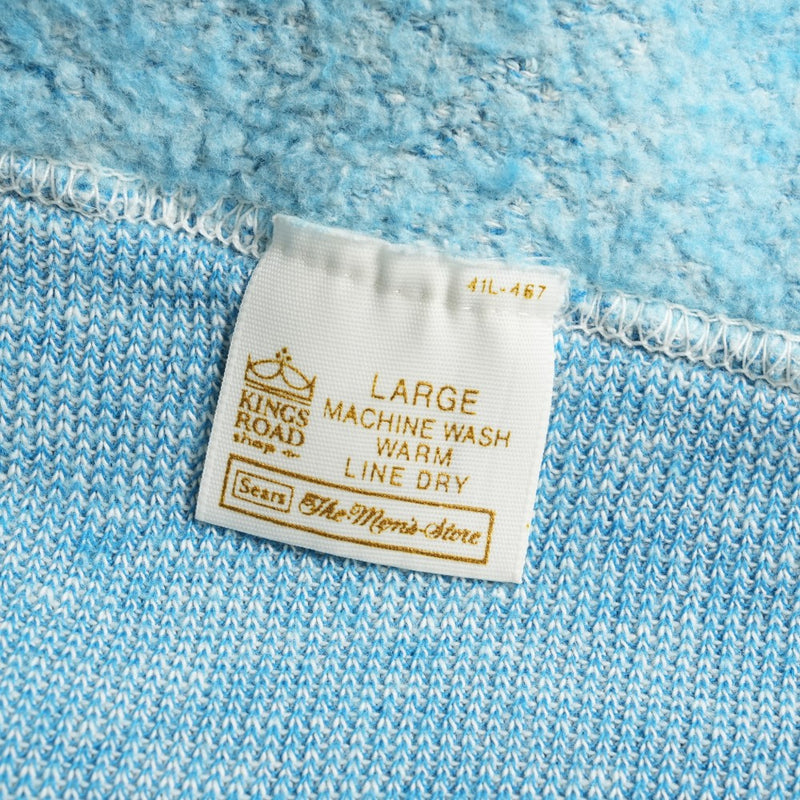 41L-467
KINGS
ROAD
shop
LARGE
MACHINE WASH
WARM
LINE DRY
Sears The Men's Store